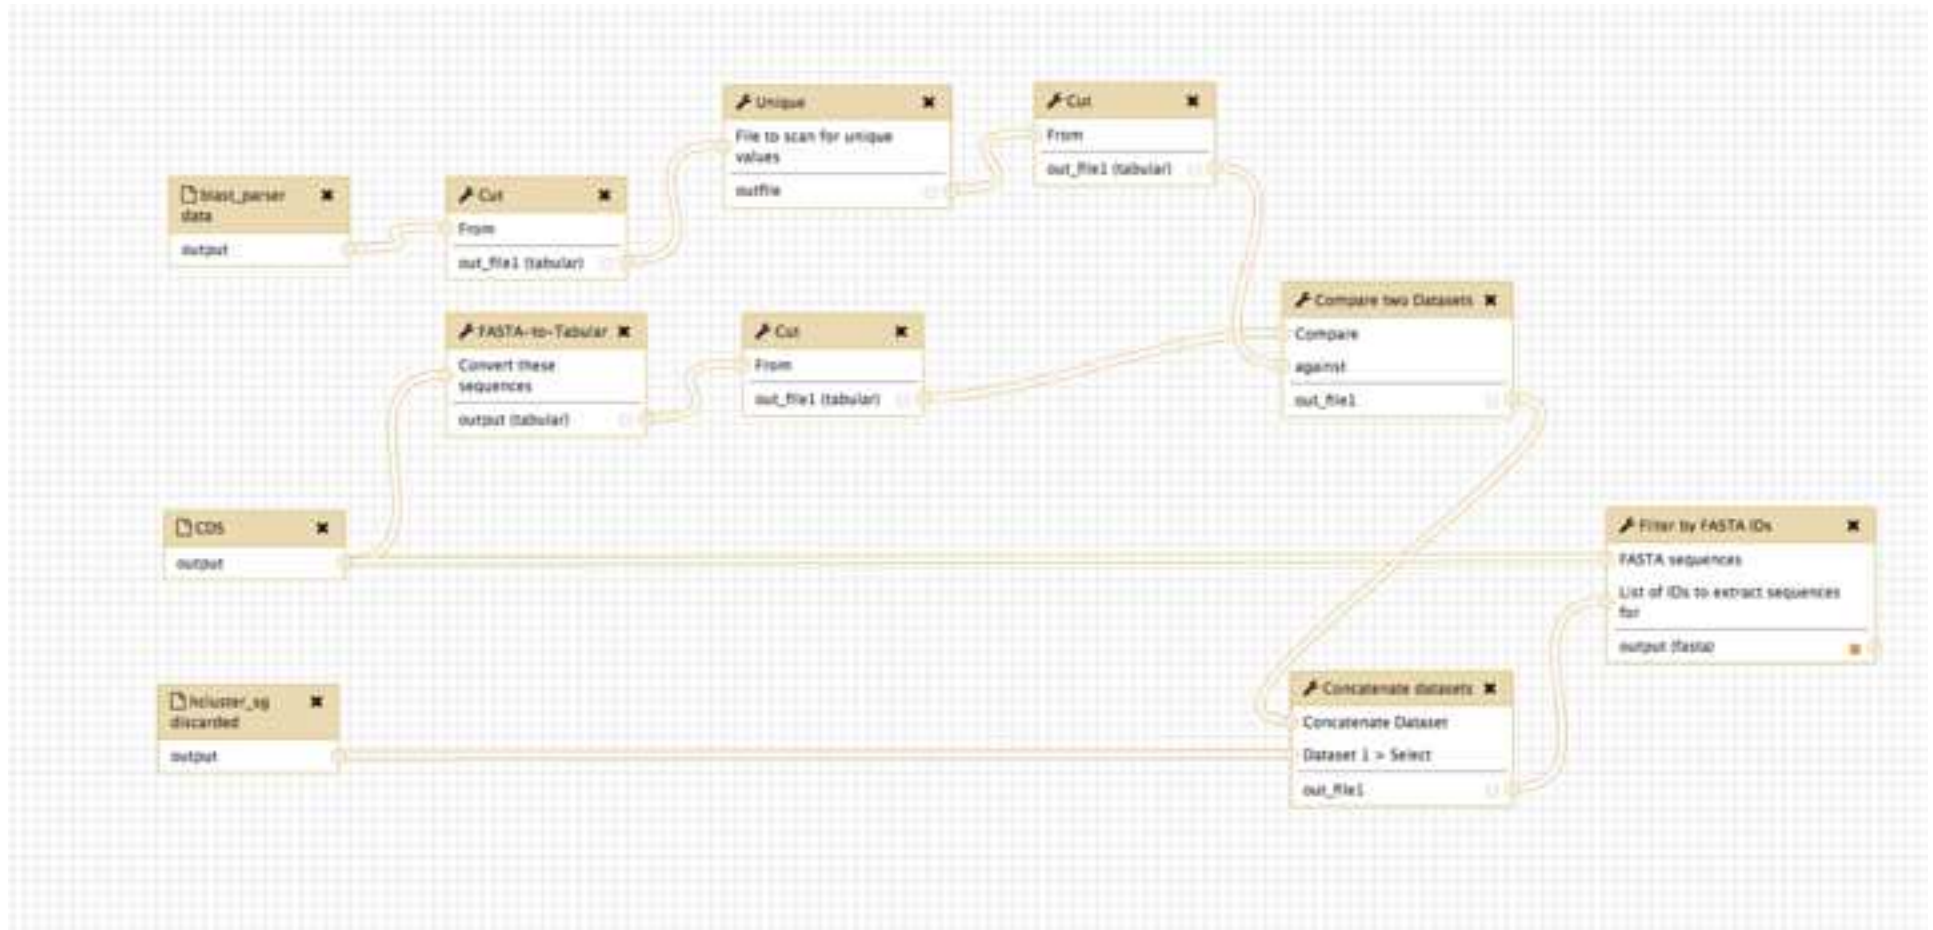 Unique
File to scan for unique
values
outfile
Cut
From
out_file1 (tabular)
blast_parser
data
output
Cut
From
out_file1 (tabular)
FASTA-to-Tabular
Convert these
sequences
output (tabular)
Cut
From
out_file1 (tabular)
Compare two Datasets
Compare
against
out_file1
CDS
output
Filter by FASTA IDs
FASTA sequences
List of IDs to extract sequences
for
output (fasta)
hcluster_sg
discarded
output
Concatenate datasets
Concatenate Dataset
Dataset 1 > Select
out_file1